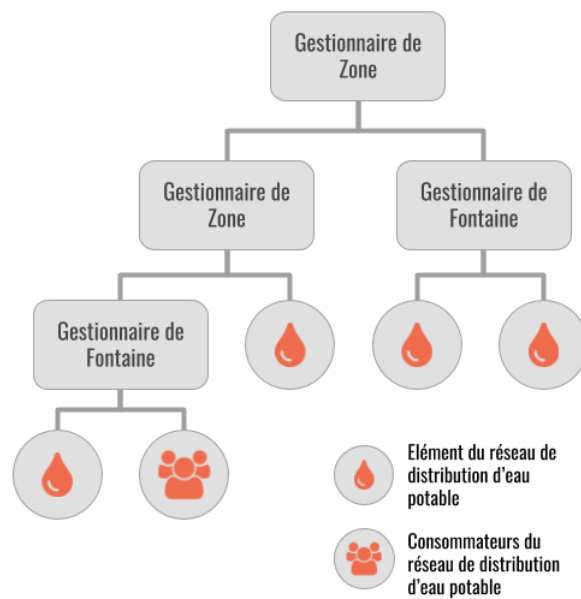 Gestionnaire de
Zone
Gestionnaire de
Zone
Gestionnaire de
Fontaine
Gestionnaire de
Fontaine
Elément du réseau de
distribution d'eau
potable
Consommateurs du
réseau de distribution
d'eau potable